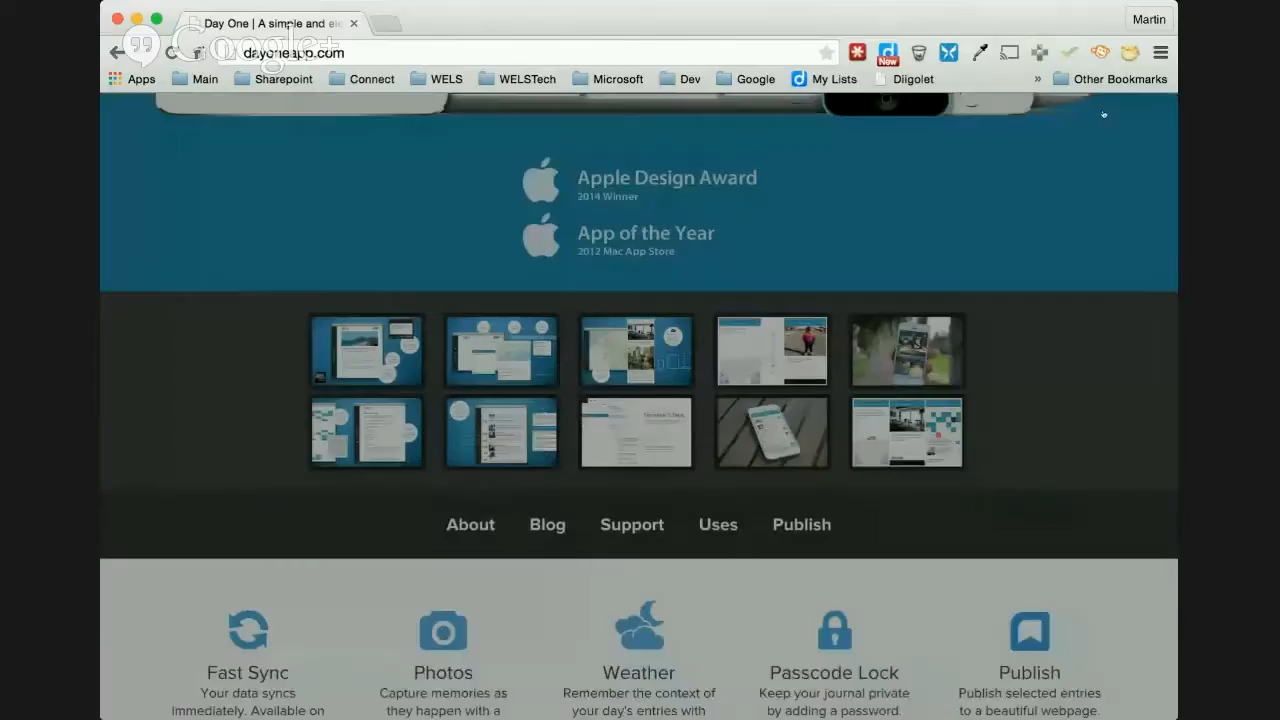 Day One | A simple and ele
Martin
Google+
dayoneapp.com
New
Apps Main Sharepoint Connect WELS WELSTech Microsoft Dev Google My Lists Diigolet » Other Bookmarks
Apple Design Award
2014 Winner
App of the Year
2012 Mac App Store
About Blog Support Uses Publish
Fast Sync
Your data syncs
immediately. Available on
Photos
Capture memories as
they happen with a
Weather
Remember the context of
your day's entries with
Passcode Lock
Keep your journal private
by adding a password.
Publish
Publish selected entries
to a beautiful webpage.